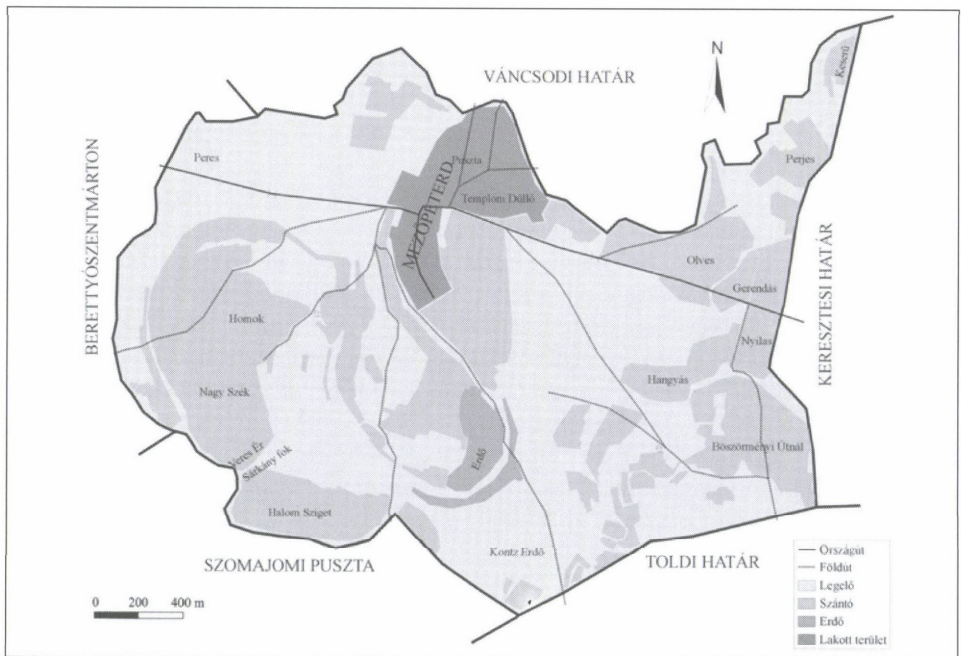 N
VÁNCSODI HATÁR
Keserű
Peres
Puszta
Perjes
Templom Dűllő
MEZŐPETERD
BERETTYÓSZENTMÁRTON
Olves
Gerendás
KERESZTESI HATÁR
Homok
Nyilas
Hangyás
Nagy Szék
Böszörményi Útnál
Veres Ér
Sárkány fok
Erdő
Halom Sziget
Kontz Erdő
SZOMAJOMI PUSZTA
TOLDI HATÁR
0 200 400 m
Országút
Földút
Legelő
Szántó
Erdő
Lakott terület